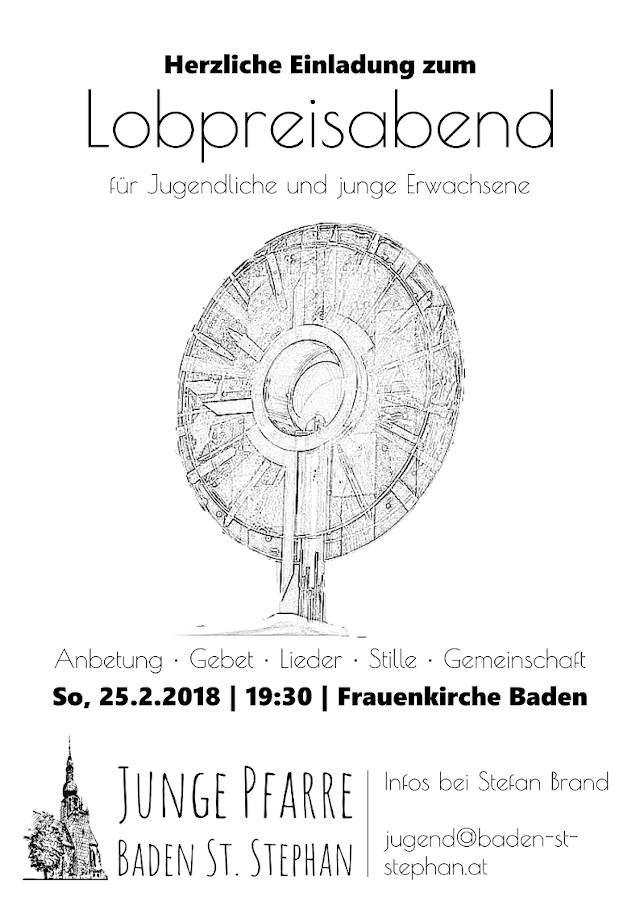 Herzliche Einladung zum
Lobpreisabend
für Jugendliche und junge Erwachsene
Anbetung · Gebet · Lieder · Stille · Gemeinschaft
So, 25.2.2018 | 19:30 | Frauenkirche Baden
Junge Pfarre
Baden St. Stephan
Infos bei Stefan Brand
jugend@baden-st-
stephan.at